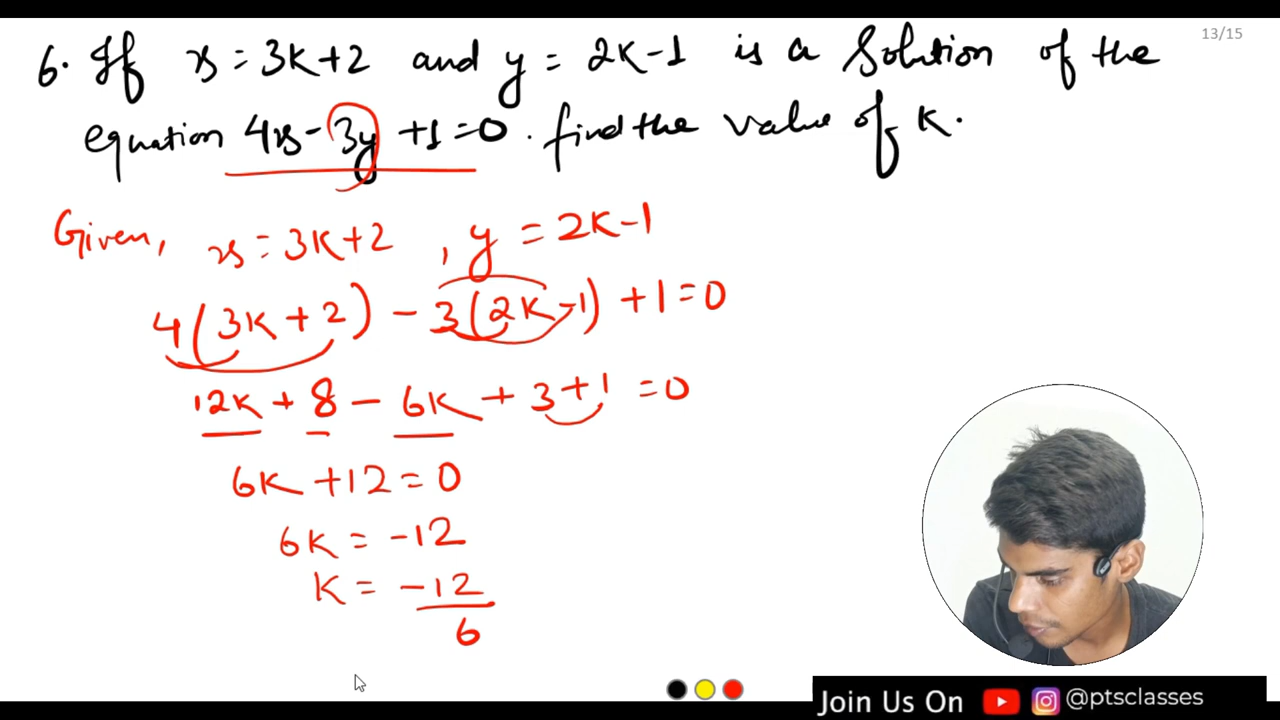 13/15
6. If x = 3K+2 and y = 2K-1 is a Solution of the
equation 4x - 3y + 1 = 0 . find the value of K.
Given, x = 3K+2 , y = 2K-1
4(3K+2) - 3(2K-1) + 1 = 0
12K + 8 - 6K + 3 + 1 = 0
6K + 12 = 0
6K = -12
K = -12
6
Join Us On @ptsclasses